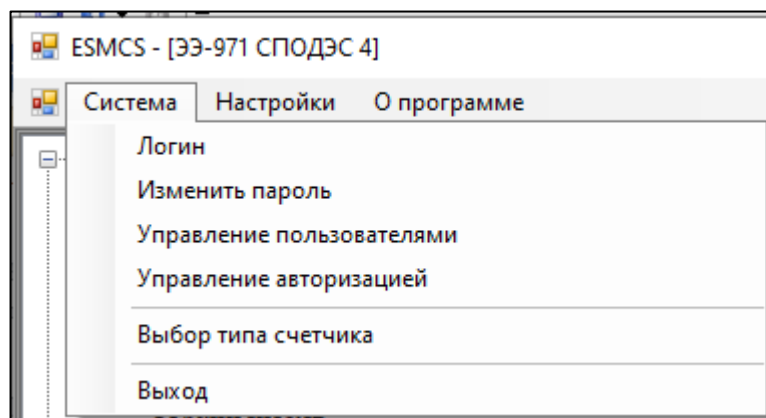 ESMCS - [ЭЭ-971 СПОДЭС 4]
Система Настройки О программе
Логин
Изменить пароль
Управление пользователями
Управление авторизацией
Выбор типа счетчика
Выход